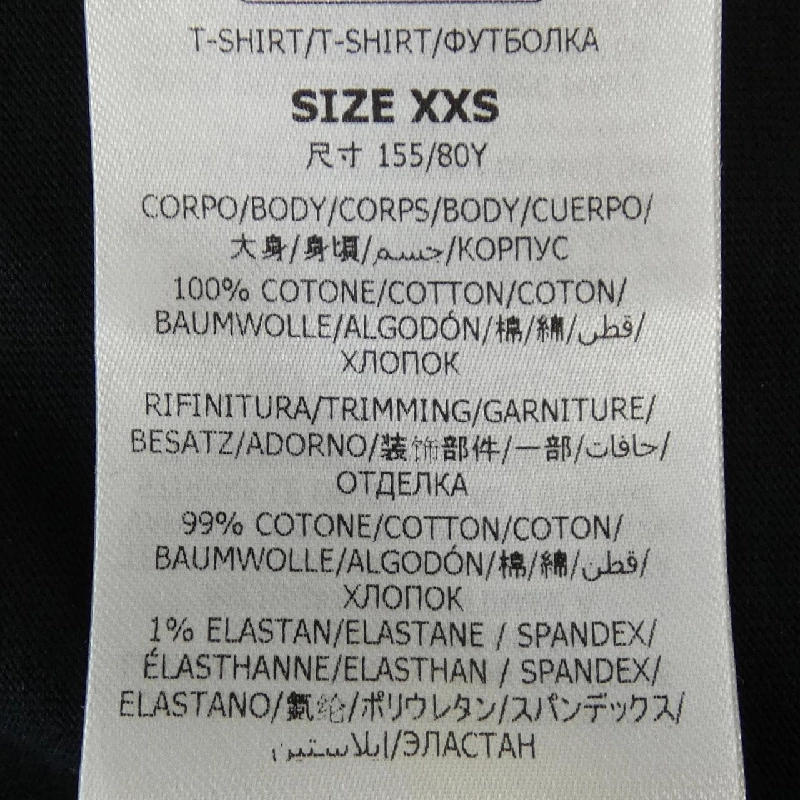 T-SHIRT/T-SHIRT/ФУТБОЛКА
SIZE XXS
尺寸 155/80Y
CORPO/BODY/CORPS/BODY/CUERPO/
大身/身頃/جسم/КОРПУС
100% COTONE/COTTON/COTON/
BAUMWOLLE/ALGODÓN/棉/綿/قطن/
ХЛОПОК
RIFINITURA/TRIMMING/GARNITURE/
BESATZ/ADORNO/装饰部件/一部/حافات/
ОТДЕЛКА
99% COTONE/COTTON/COTON/
BAUMWOLLE/ALGODÓN/棉/綿/قطن/
ХЛОПОК
1% ELASTAN/ELASTANE / SPANDEX/
ÉLASTHANNE/ELASTHAN / SPANDEX/
ELASTANO/氨纶/ポリウレタン/スパンデックス/
ايلاستين/ЭЛАСТАН